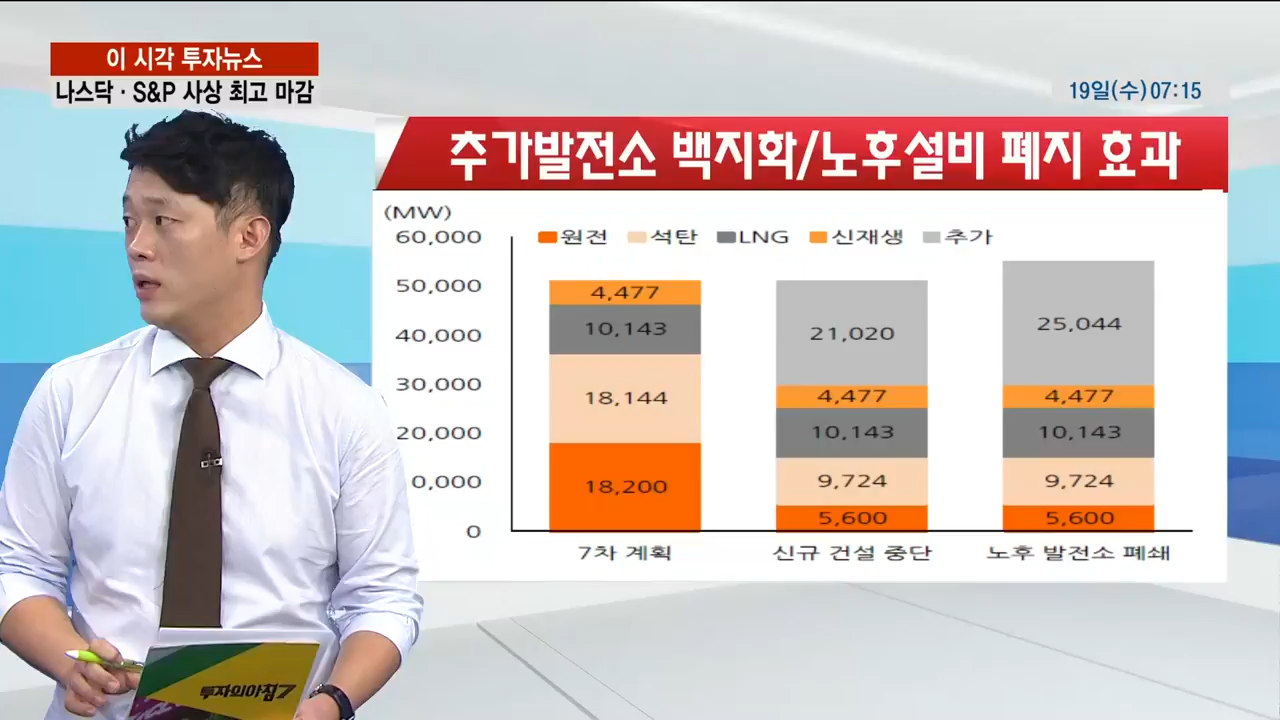 이 시각 투자뉴스
나스닥 · S&P 사상 최고 마감
19일(수) 07:15
추가발전소 백지화/노후설비 폐지 효과
(MW)
원전 석탄 LNG 신재생 추가
60,000
50,000
40,000
30,000
20,000
0,000
0
4,477
10,143
18,144
18,200
21,020
4,477
10,143
9,724
5,600
25,044
4,477
10,143
9,724
5,600
7차 계획
신규 건설 중단
노후 발전소 폐쇄
투자의아침7